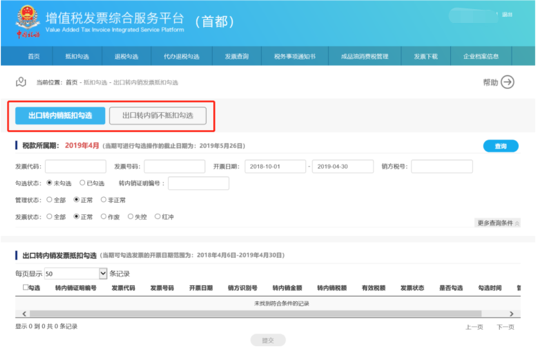 增值税发票综合服务平台 （首都）
Value Added Tax Invoice Integrated Service Platform
首页 抵扣勾选 退税勾选 代办退税勾选 发票查询 税务事项通知书 成品油消费税管理 发票下载 企业档案信息
当前位置：首页 - 抵扣勾选 - 出口转内销发票抵扣勾选 帮助
出口转内销抵扣勾选 出口转内销不抵扣勾选
税款所属期：2019年4月 （当期可进行勾选操作的截止日期为：2019年5月26日） 查询
发票代码： 发票号码： 开票日期： 2018-10-01 - 2019-04-30 销方税号：
勾选状态： 未勾选 已勾选 转内销证明编号：
管理状态： 全部 正常 非正常
发票状态： 全部 正常 作废 失控 红冲
更多查询条件
出口转内销发票抵扣勾选 （当期可勾选发票的开票日期范围为：2018年4月6日-2019年4月30日）
每页显示 50 条记录
勾选 转内销证明编号 发票代码 发票号码 开票日期 销方识别号 转内销金额 转内销税额 有效税额 发票状态 是否勾选 勾选时间
未找到符合条件的记录
显示 0 到 0 共 0 条记录 上一页 下一页
提交